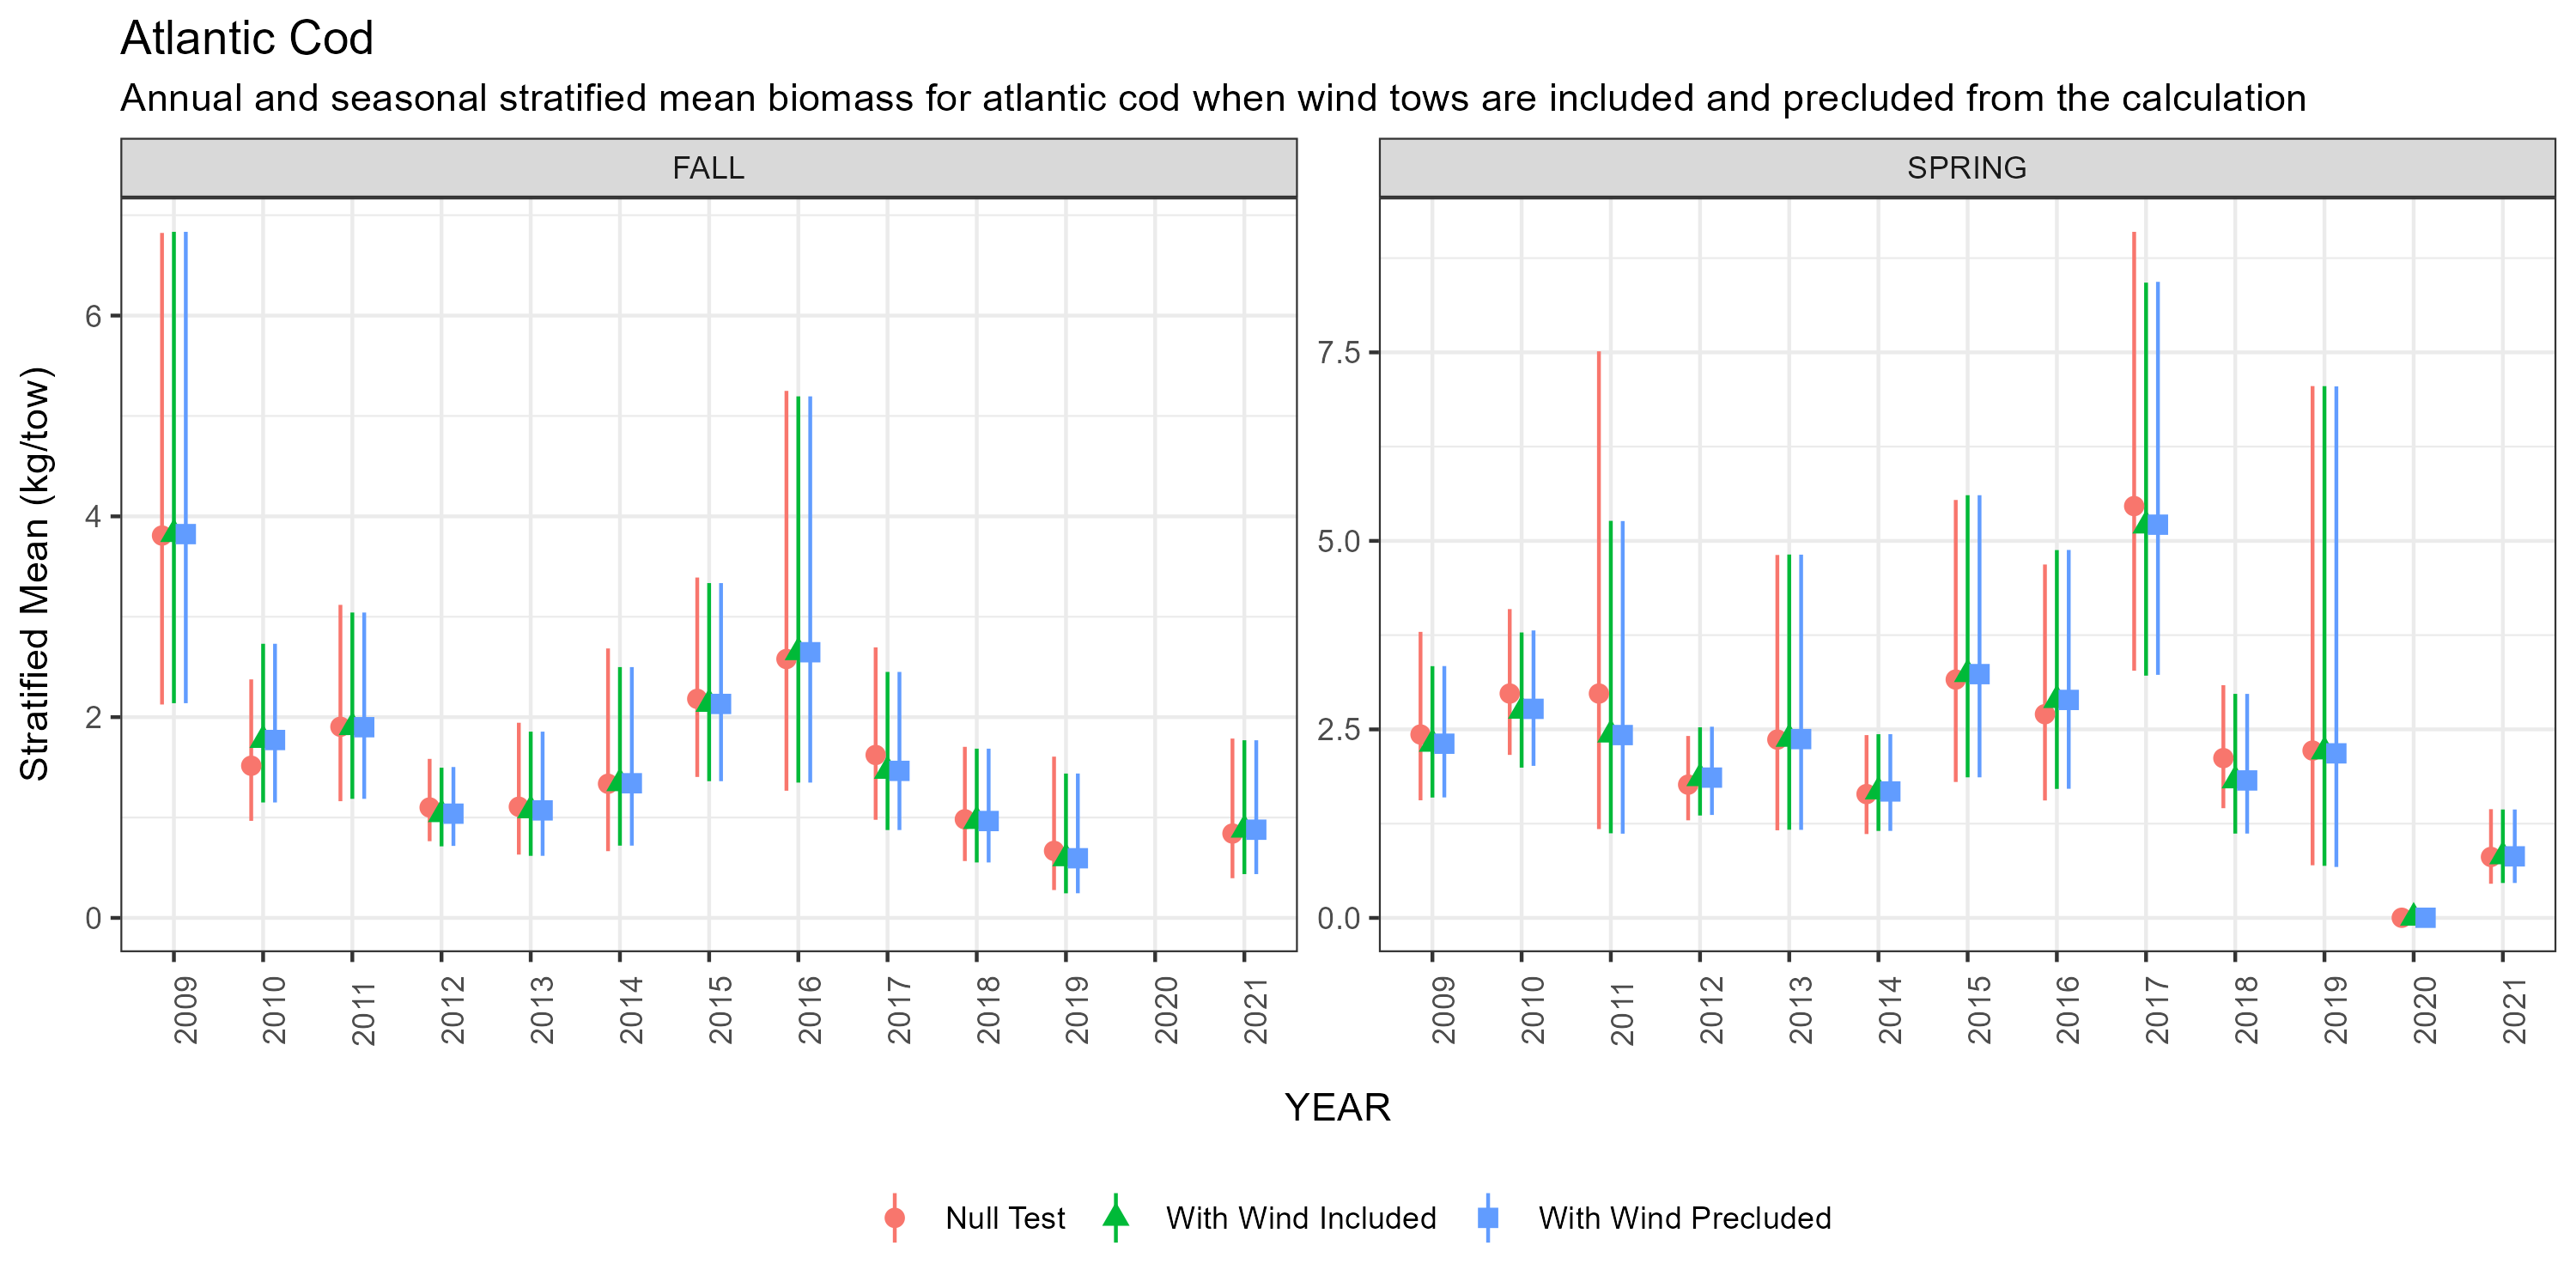 Atlantic Cod
Annual and seasonal stratified mean biomass for atlantic cod when wind tows are included and precluded from the calculation
FALL
SPRING
Stratified Mean (kg/tow)
6
4
2
0
7.5
5.0
2.5
0.0
2009 2010 2011 2012 2013 2014 2015 2016 2017 2018 2019 2020 2021
2009 2010 2011 2012 2013 2014 2015 2016 2017 2018 2019 2020 2021
YEAR
Null Test With Wind Included With Wind Precluded